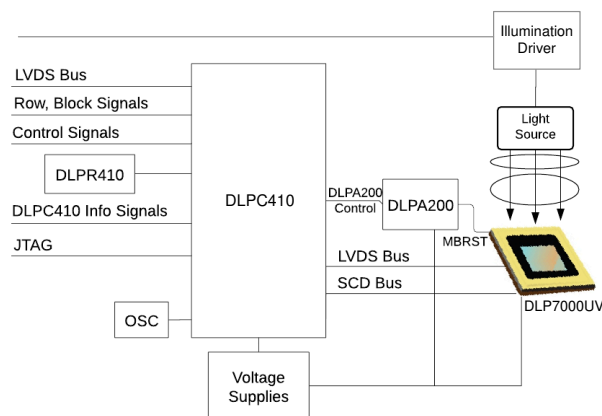 Illumination
Driver
LVDS Bus
Row, Block Signals
Control Signals
DLPR410
DLPC410 Info Signals
JTAG
OSC
DLPC410
Voltage
Supplies
DLPA200
Control
DLPA200
MBRST
LVDS Bus
SCD Bus
Light
Source
DLP7000UV